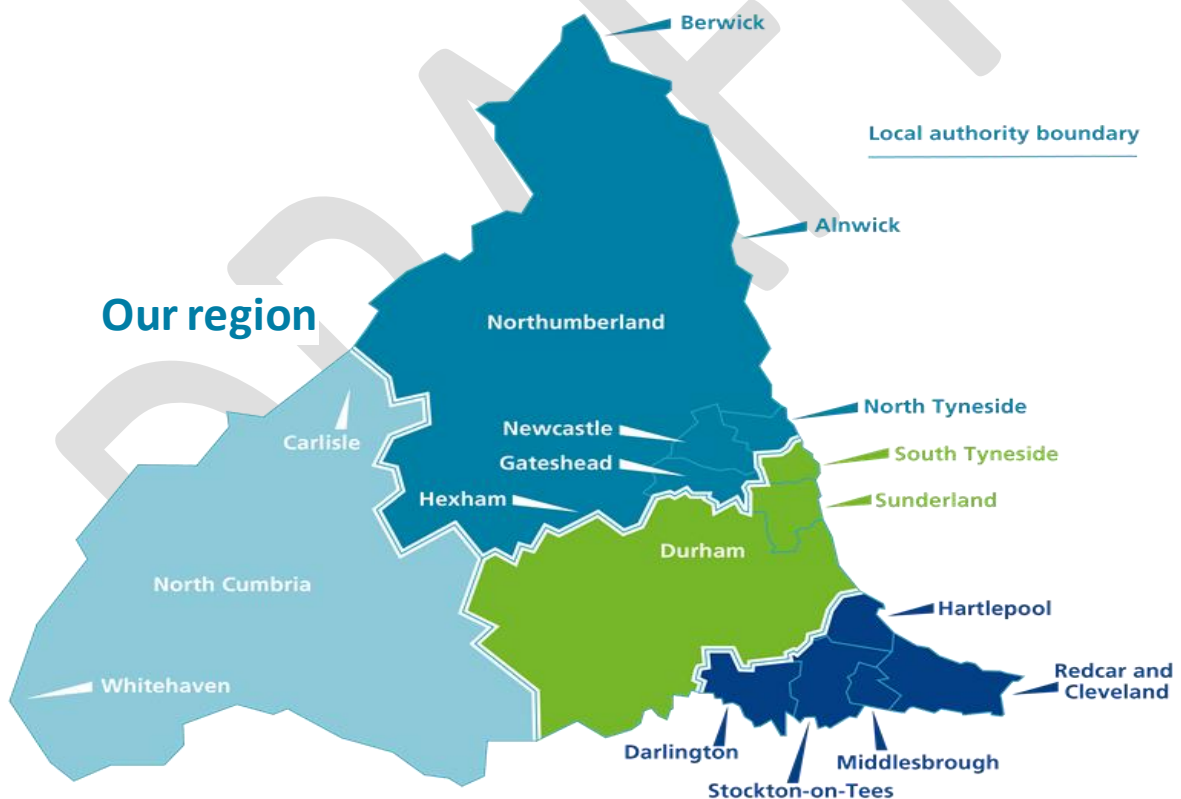 DRAFT
Berwick
Local authority boundary
Alnwick
Our region
Northumberland
North Tyneside
Newcastle
Carlisle
South Tyneside
Gateshead
Hexham
Sunderland
Durham
North Cumbria
Hartlepool
Whitehaven
Redcar and
Cleveland
Darlington
Middlesbrough
Stockton-on-Tees